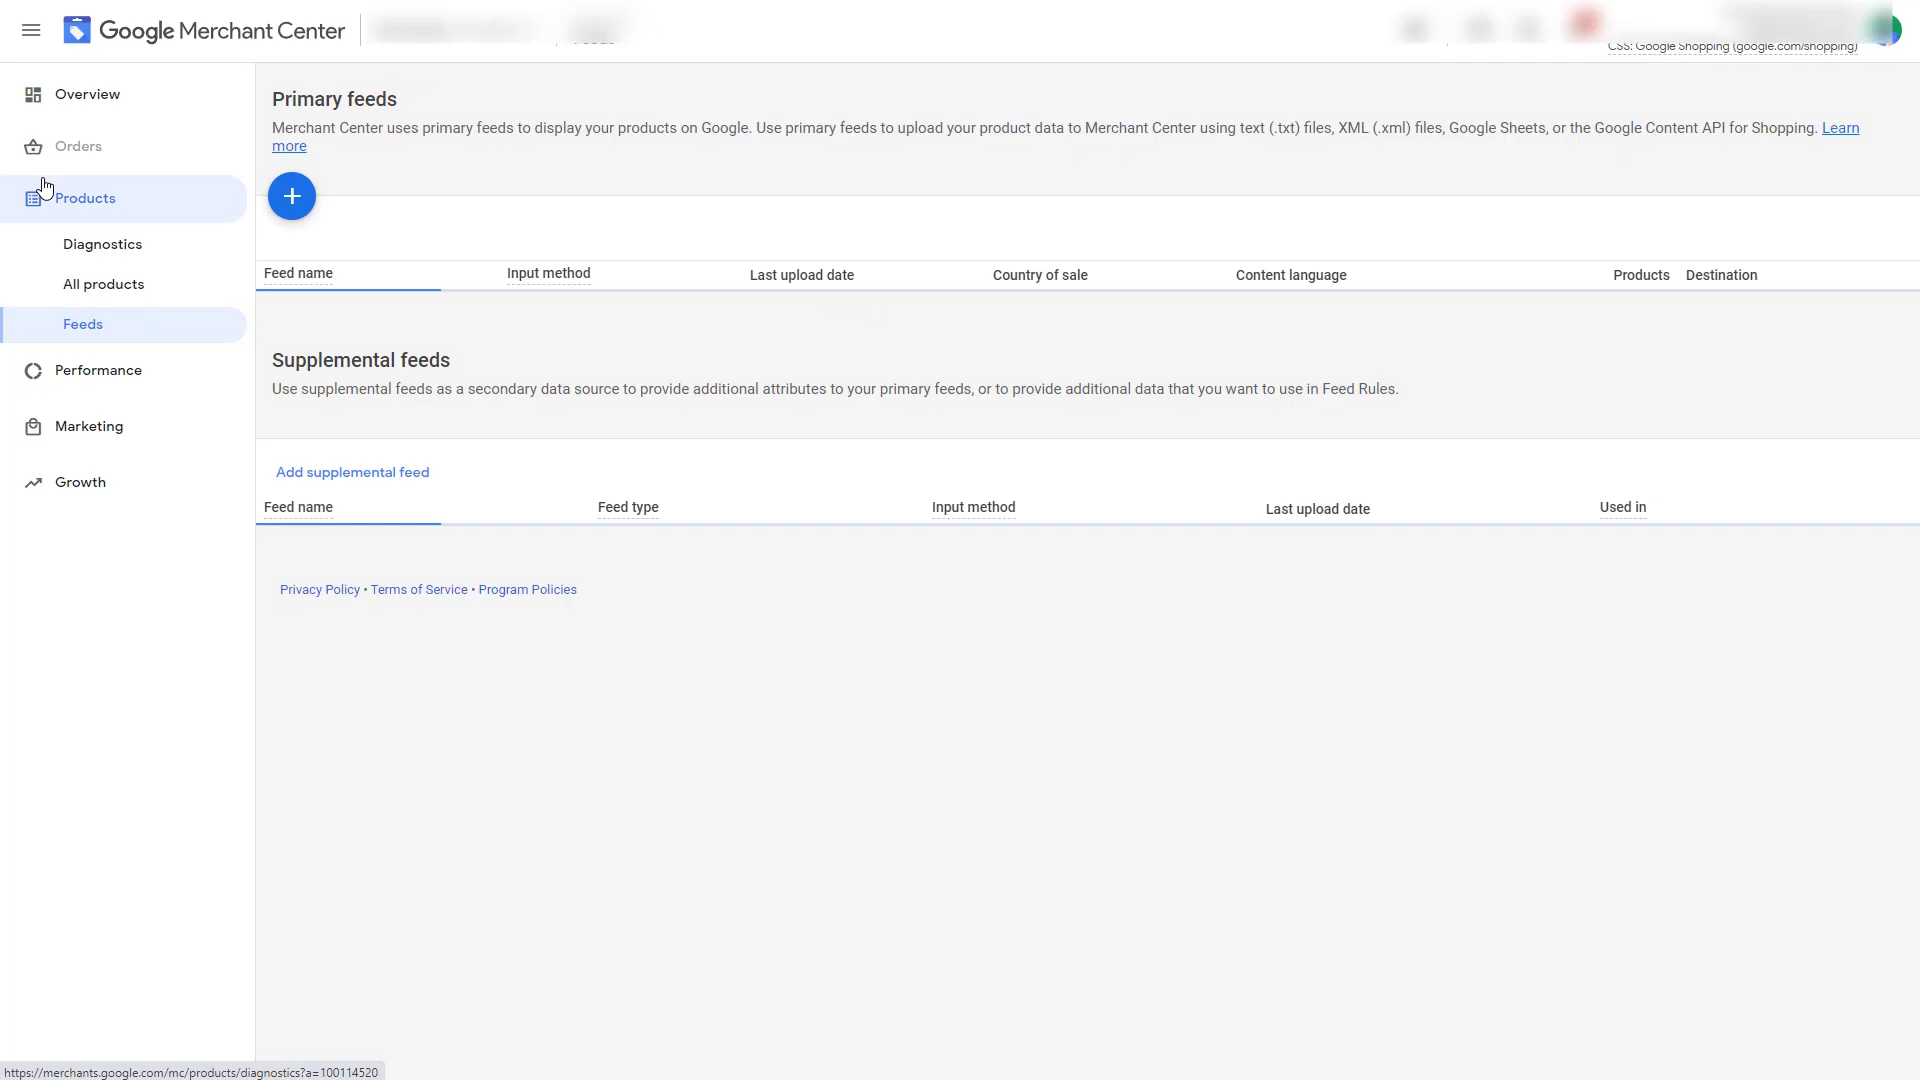 Google Merchant Center
CSS: Google Shopping (google.com/shopping)
Overview
Orders
Products
Diagnostics
All products
Feeds
Performance
Marketing
Growth
Primary feeds
Merchant Center uses primary feeds to display your products on Google. Use primary feeds to upload your product data to Merchant Center using text (.txt) files, XML (.xml) files, Google Sheets, or the Google Content API for Shopping. Learn
more
Feed name Input method Last upload date Country of sale Content language Products Destination
Supplemental feeds
Use supplemental feeds as a secondary data source to provide additional attributes to your primary feeds, or to provide additional data that you want to use in Feed Rules.
Add supplemental feed
Feed name Feed type Input method Last upload date Used in
Privacy Policy • Terms of Service • Program Policies
https://merchants.google.com/mc/products/diagnostics?a=100114520